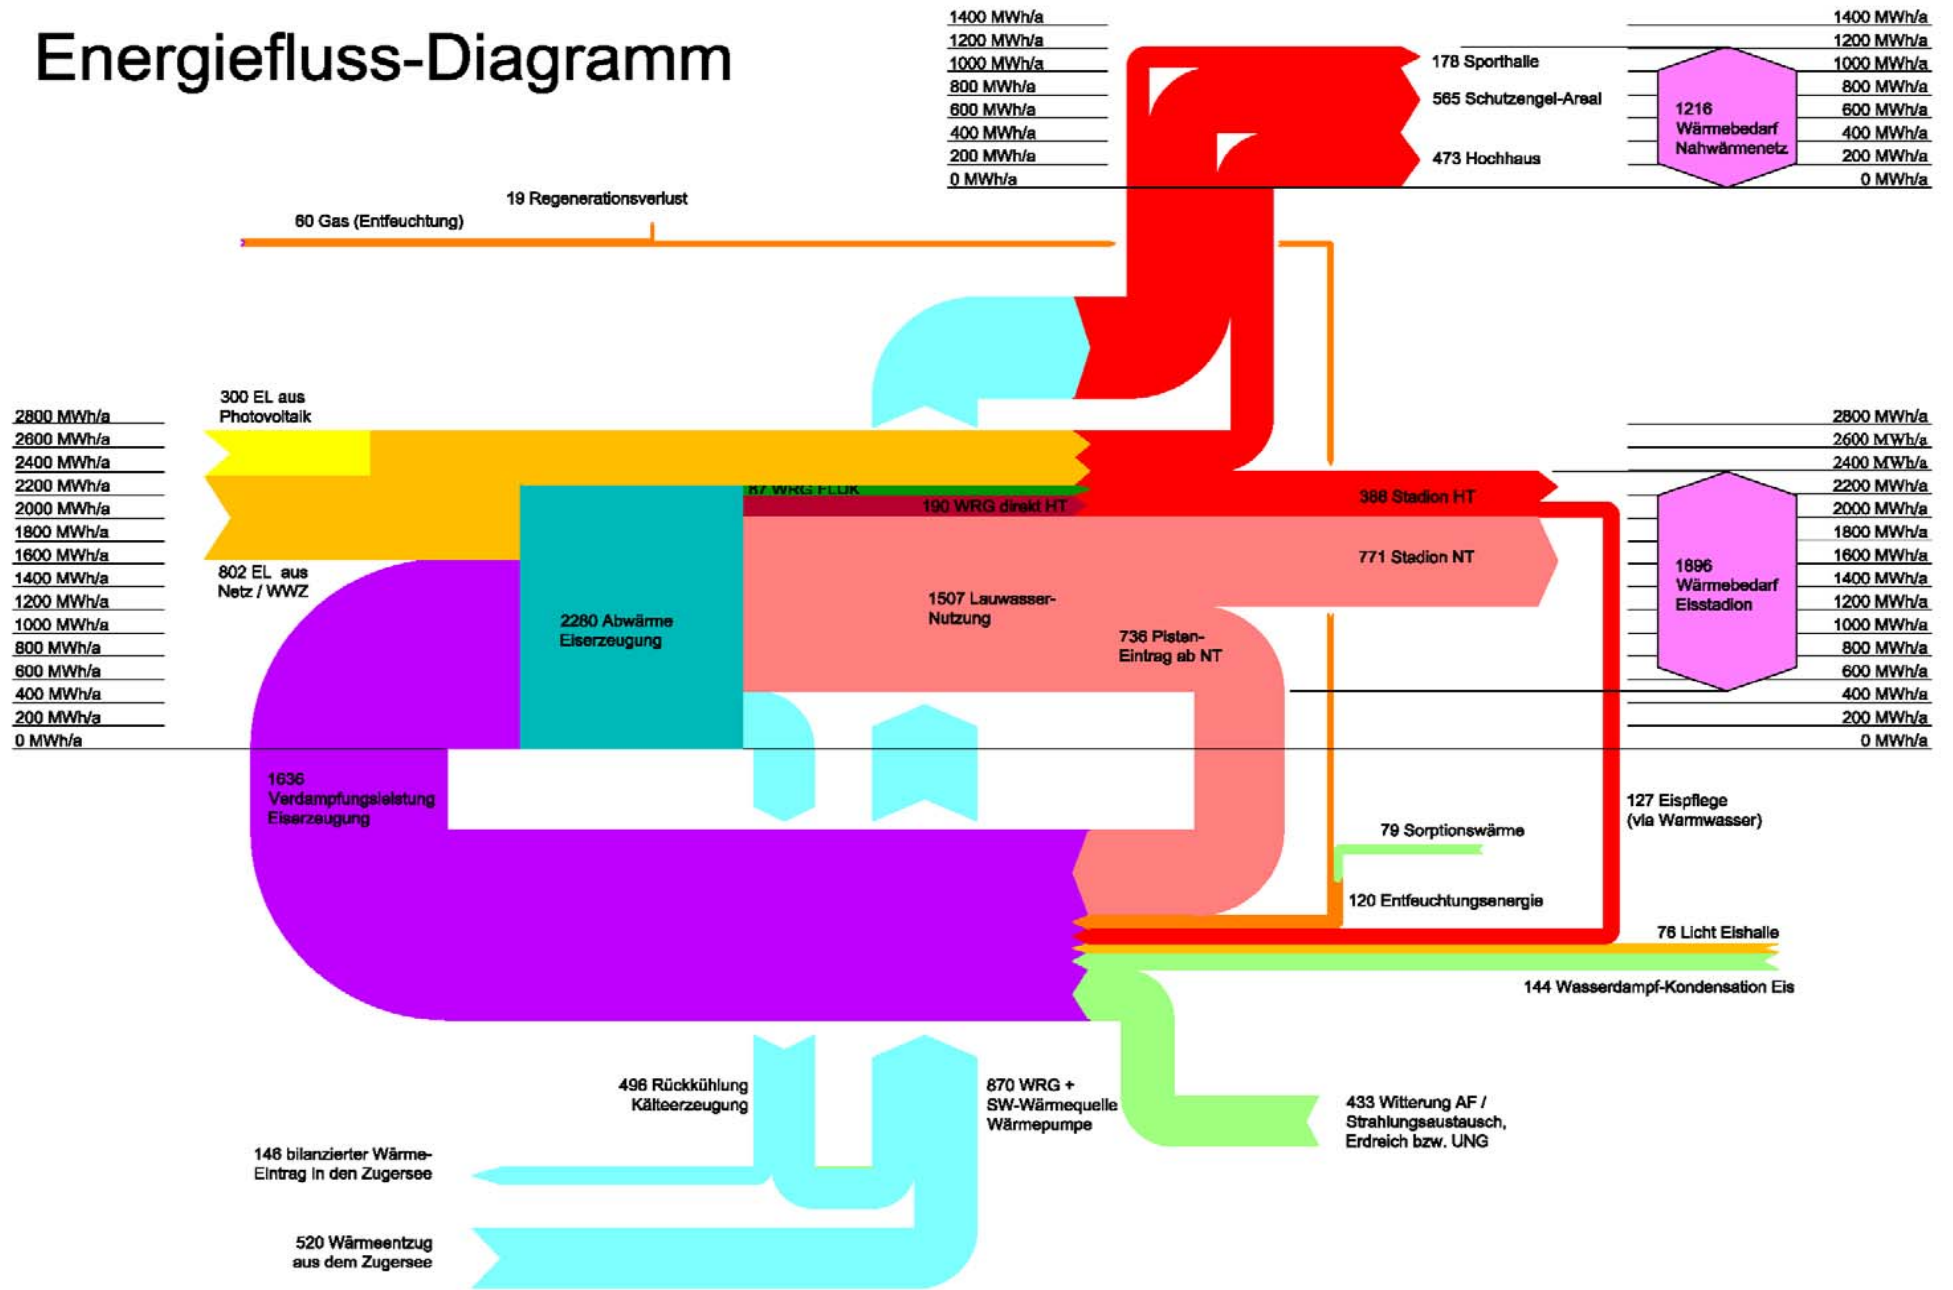 Energiefluss-Diagramm
1400 MWh/a
1200 MWh/a
1000 MWh/a
800 MWh/a
600 MWh/a
400 MWh/a
200 MWh/a
0 MWh/a
178 Sporthalle
565 Schutzengel-Areal
473 Hochhaus
1216
Wärmebedarf
Nahwärmenetz
1400 MWh/a
1200 MWh/a
1000 MWh/a
800 MWh/a
600 MWh/a
400 MWh/a
200 MWh/a
0 MWh/a
19 Regenerationsverlust
60 Gas (Entfeuchtung)
300 EL aus
Photovoltaik
2800 MWh/a
2600 MWh/a
2400 MWh/a
2200 MWh/a
2000 MWh/a
1800 MWh/a
1600 MWh/a
1400 MWh/a
1200 MWh/a
1000 MWh/a
800 MWh/a
600 MWh/a
400 MWh/a
200 MWh/a
0 MWh/a
802 EL aus
Netz / WWZ
87 WRG FLÜK
190 WRG direkt HT
388 Stadion HT
771 Stadion NT
2280 Abwärme
Eiserzeugung
1507 Lauwasser-
Nutzung
736 Pisten-
Eintrag ab NT
1896
Wärmebedarf
Eisstadion
2800 MWh/a
2600 MWh/a
2400 MWh/a
2200 MWh/a
2000 MWh/a
1800 MWh/a
1600 MWh/a
1400 MWh/a
1200 MWh/a
1000 MWh/a
800 MWh/a
600 MWh/a
400 MWh/a
200 MWh/a
0 MWh/a
1636
Verdampfungsleistung
Eiserzeugung
127 Eispflege
(via Warmwasser)
79 Sorptionswärme
120 Entfeuchtungsenergie
76 Licht Eishalle
144 Wasserdampf-Kondensation Eis
496 Rückkühlung
Kälteerzeugung
870 WRG +
SW-Wärmequelle
Wärmepumpe
433 Witterung AF /
Strahlungsaustausch,
Erdreich bzw. UNG
146 bilanzierter Wärme-
Eintrag in den Zugersee
520 Wärmeentzug
aus dem Zugersee